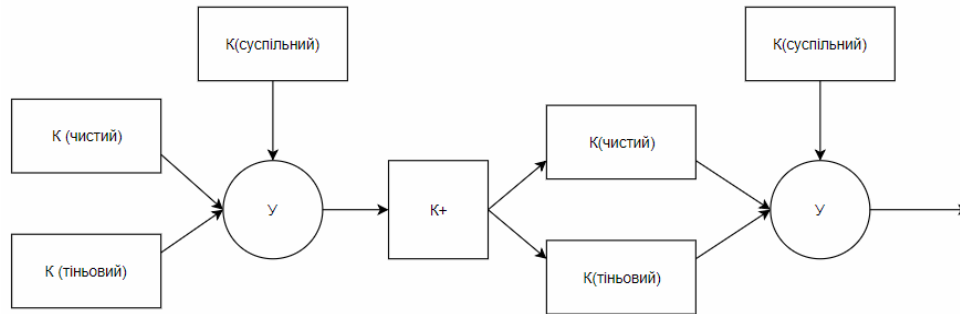 К(суспільний)
К(суспільний)
К (чистий)
К(чистий)
У
К+
У
К (тіньовий)
К(тіньовий)